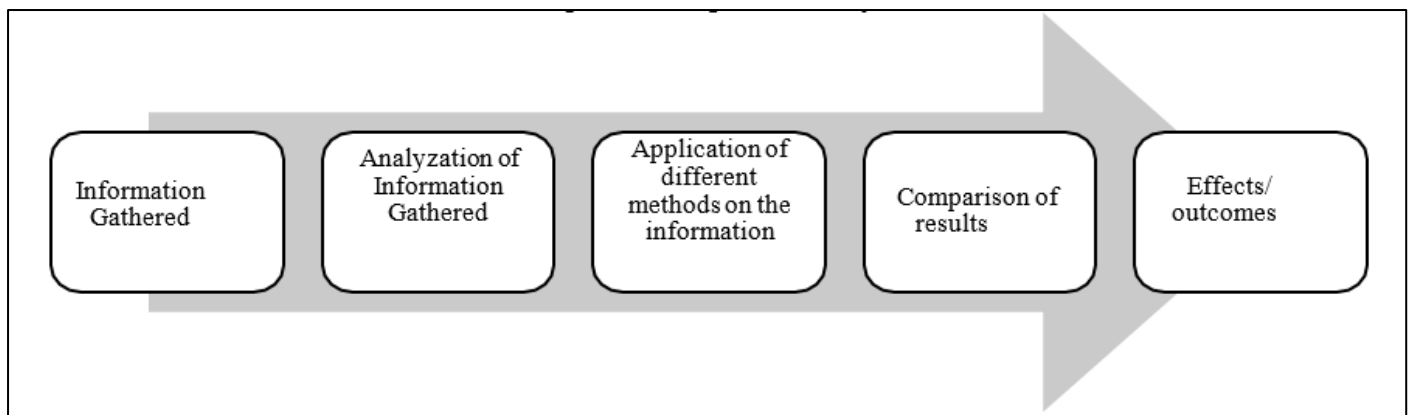 Information
Gathered
Analyzation of
Information
Gathered
Application of
different
methods on the
information
Comparison of
results
Effects/
outcomes